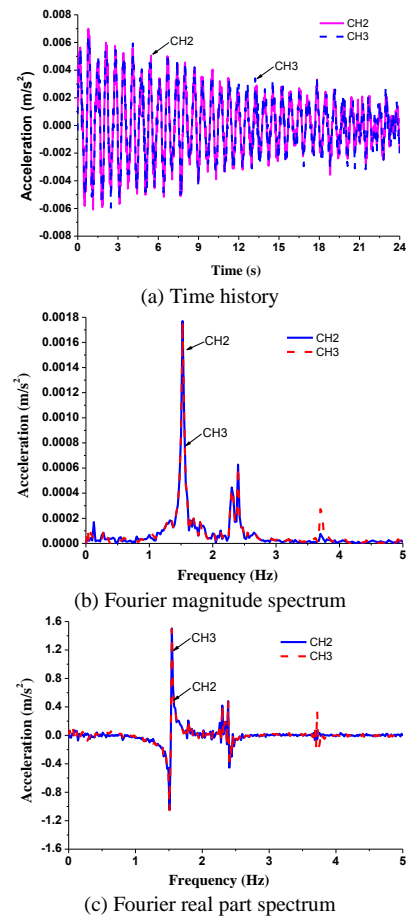 0.008
0.006
0.004
0.002
0.000
-0.002
-0.004
-0.006
-0.008
Acceleration (m/s²)
CH2
CH3
CH2
CH3
0 3 6 9 12 15 18 21 24
Time (s)
(a) Time history
0.0018
0.0016
0.0014
0.0012
0.0010
0.0008
0.0006
0.0004
0.0002
0.0000
Acceleration (m/s²)
CH2
CH3
CH2
CH3
0 1 2 3 4 5
Frequency (Hz)
(b) Fourier magnitude spectrum
1.6
1.2
0.8
0.4
0.0
-0.4
-0.8
-1.2
-1.6
Acceleration (m/s²)
CH3
CH2
CH2
CH3
0 1 2 3 4 5
Frequency (Hz)
(c) Fourier real part spectrum